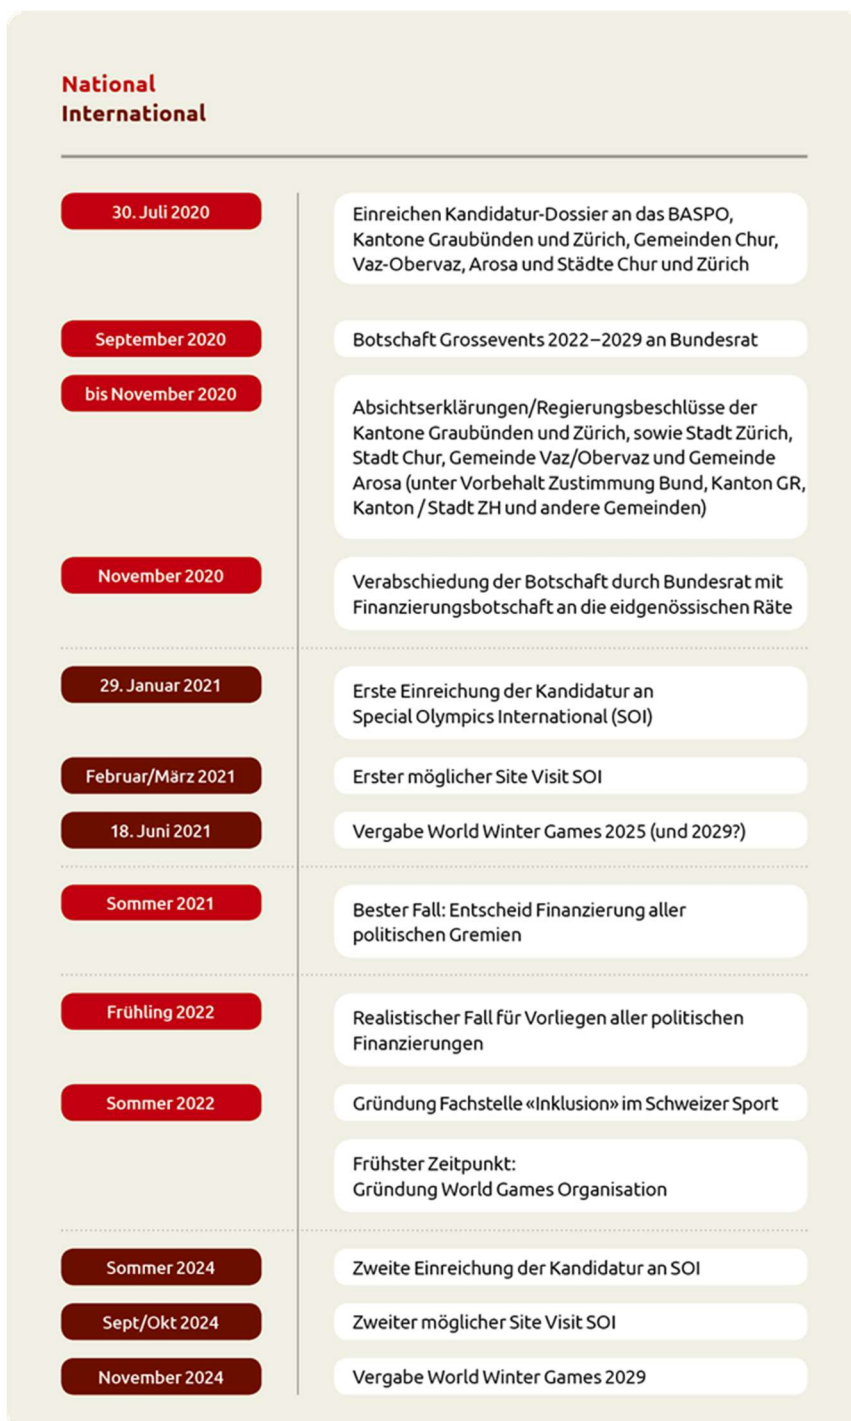 National
International
30. Juli 2020
Einreichen Kandidatur-Dossier an das BASPO,
Kantone Graubünden und Zürich, Gemeinden Chur,
Vaz-Obervaz, Arosa und Städte Chur und Zürich
September 2020
Botschaft Grossevents 2022–2029 an Bundesrat
bis November 2020
Absichtserklärungen/Regierungsbeschlüsse der
Kantone Graubünden und Zürich, sowie Stadt Zürich,
Stadt Chur, Gemeinde Vaz/Obervaz und Gemeinde
Arosa (unter Vorbehalt Zustimmung Bund, Kanton GR,
Kanton / Stadt ZH und andere Gemeinden)
November 2020
Verabschiedung der Botschaft durch Bundesrat mit
Finanzierungsbotschaft an die eidgenössischen Räte
29. Januar 2021
Erste Einreichung der Kandidatur an
Special Olympics International (SOI)
Februar/März 2021
Erster möglicher Site Visit SOI
18. Juni 2021
Vergabe World Winter Games 2025 (und 2029?)
Sommer 2021
Bester Fall: Entscheid Finanzierung aller
politischen Gremien
Frühling 2022
Realistischer Fall für Vorliegen aller politischen
Finanzierungen
Sommer 2022
Gründung Fachstelle «Inklusion» im Schweizer Sport
Frühster Zeitpunkt:
Gründung World Games Organisation
Sommer 2024
Zweite Einreichung der Kandidatur an SOI
Sept/Okt 2024
Zweiter möglicher Site Visit SOI
November 2024
Vergabe World Winter Games 2029